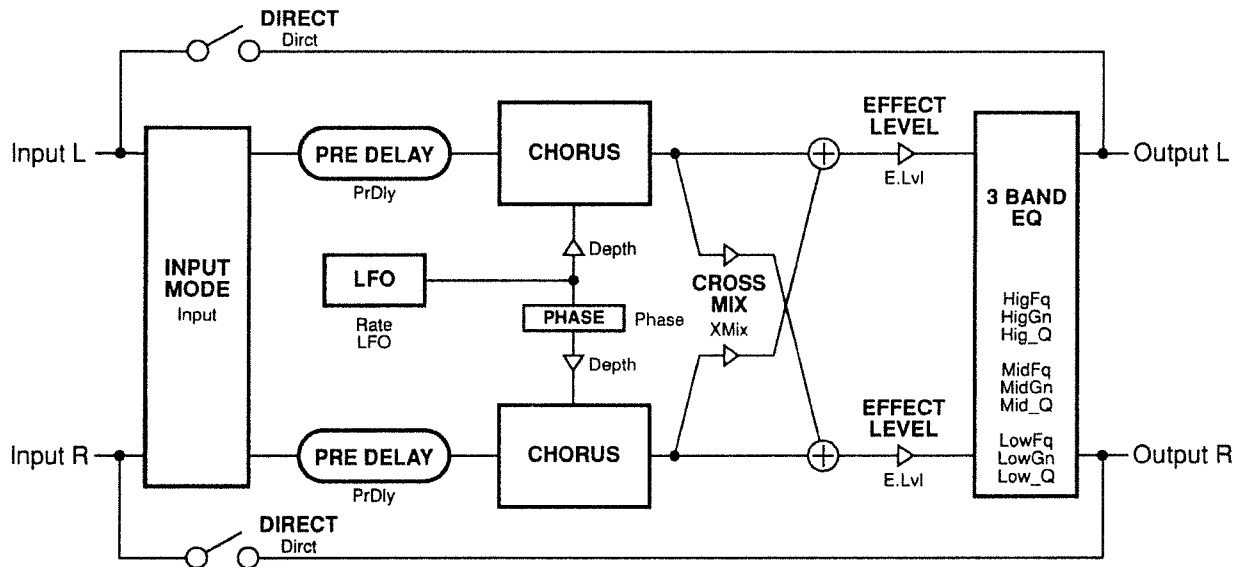 DIRECT
Dirct
Input L
INPUT
MODE
Input
PRE DELAY
PrDly
CHORUS
EFFECT
LEVEL
E.Lvl
3 BAND
EQ
Output L
Depth
LFO
Rate
LFO
PHASE
Phase
Depth
CROSS
MIX
XMix
HigFq
HigGn
Hig_Q
MidFq
MidGn
Mid_Q
LowFq
LowGn
Low_Q
Input R
PRE DELAY
PrDly
CHORUS
EFFECT
LEVEL
E.Lvl
Output R
DIRECT
Dirct